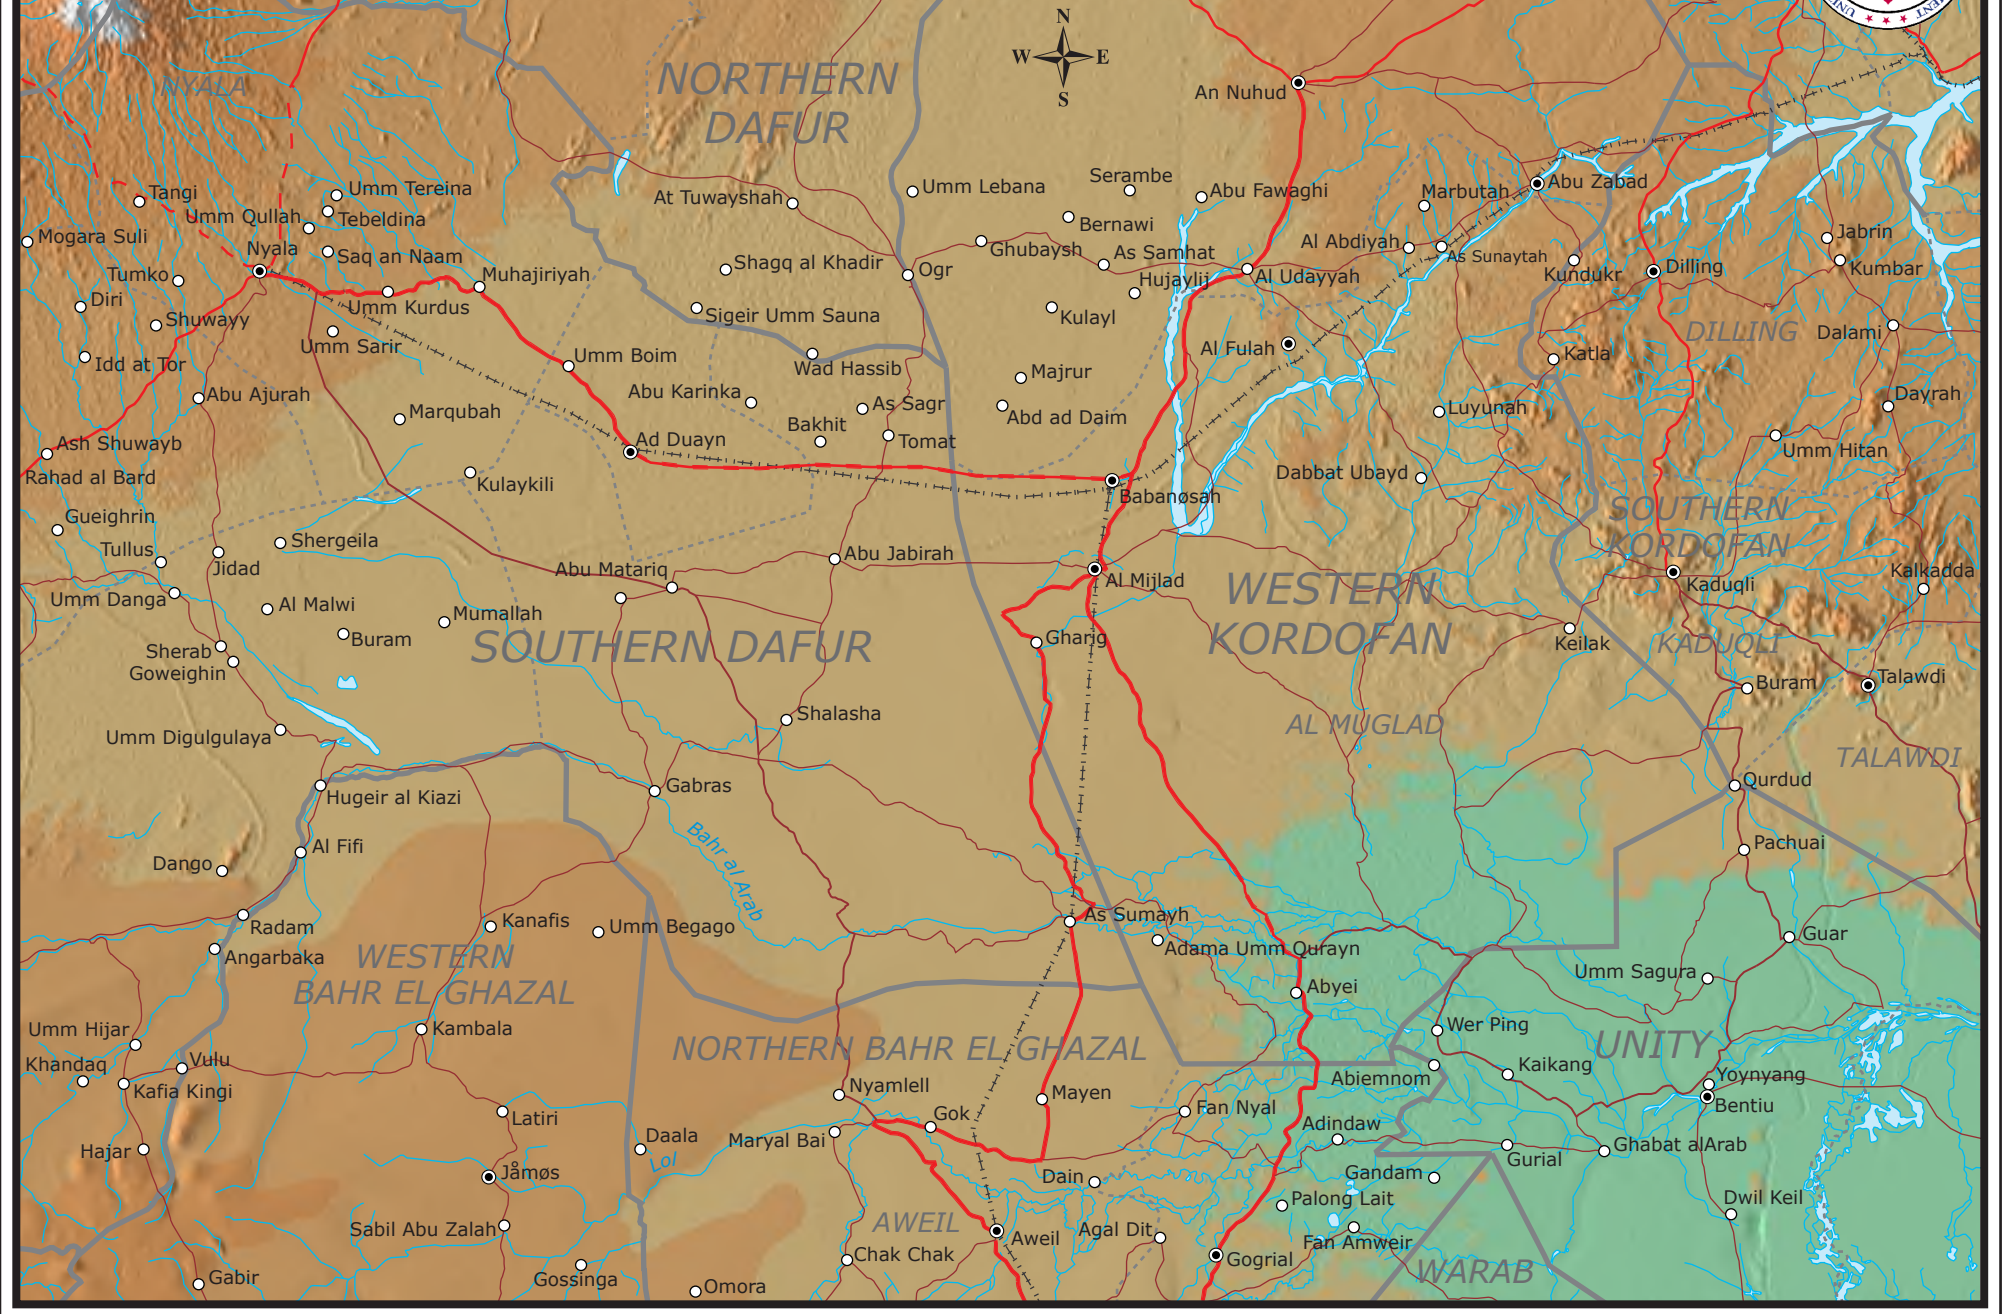 UNIT
MENT
N
W E
S
NYALA
NORTHERN
DAFUR
An Nuhud
Tangi
Umm Tereina
Umm Qullah
Tebeldina
Mogara Suli
Nyala
Saq an Naam
Tumko
Muhajiriyah
Diri
Umm Kurdus
Shuwayy
Umm Sarir
Idd at Tor
Abu Ajurah
Marqubah
Ash Shuwayb
Rahad al Bard
Kulaykili
Gueighrin
Tullus
Jidad
Shergeila
Umm Danga
Al Malwi
Buram
Mumallah
Sherab
Goweighin
Umm Digulgulaya
At Tuwayshah
Umm Lebana
Serambe
Abu Fawaghi
Bernawi
Ghubaysh
As Samhat
Hujaylij
Shagq al Khadir
Ogr
Sigeir Umm Sauna
Kulayl
Al Udayyah
Umm Boim
Wad Hassib
Majrur
Al Fulah
Abu Karinka
As Sagr
Abd ad Daim
Bakhit
Tomat
Ad Duayn
Babanøsah
Marbutah
Abu Zabad
Al Abdiyah
As Sunaytah
Kundukr
Dilling
Jabrin
Kumbar
DILLING
Dalami
Katla
Dayrah
Luyunah
Umm Hitan
Dabbat Ubayd
SOUTHERN
KORDOFAN
Kaduqli
Kalkadda
Abu Matariq
Abu Jabirah
Al Mijlad
WESTERN
KORDOFAN
SOUTHERN DAFUR
Gharig
Keilak
KADUQLI
Buram
Talawdi
Shalasha
AL MUGLAD
TALAWDI
Hugeir al Kiazi
Gabras
Qurdud
Al Fifi
Dango
Pachuai
Bahr al Arab
Radam
Kanafis
Umm Begago
As Sumayh
Guar
Angarbaka
WESTERN
BAHR EL GHAZAL
Adama Umm Qurayn
Umm Sagura
Abyei
Umm Hijar
Kambala
Wer Ping
UNITY
Khandaq
Vulu
NORTHERN BAHR EL GHAZAL
Kafia Kingi
Nyamlell
Mayen
Abiemnom
Kaikang
Yoynyang
Bentiu
Latiri
Gok
Fan Nyal
Adindaw
Hajar
Daala
Maryal Bai
Gurial
Ghabat alArab
Lol
Jåmøs
Dain
Gandam
Palong Lait
Dwil Keil
Sabil Abu Zalah
AWEIL
Aweil
Agal Dit
Fan Amweir
Chak Chak
Gogrial
WARAB
Gabir
Gossinga
Omora